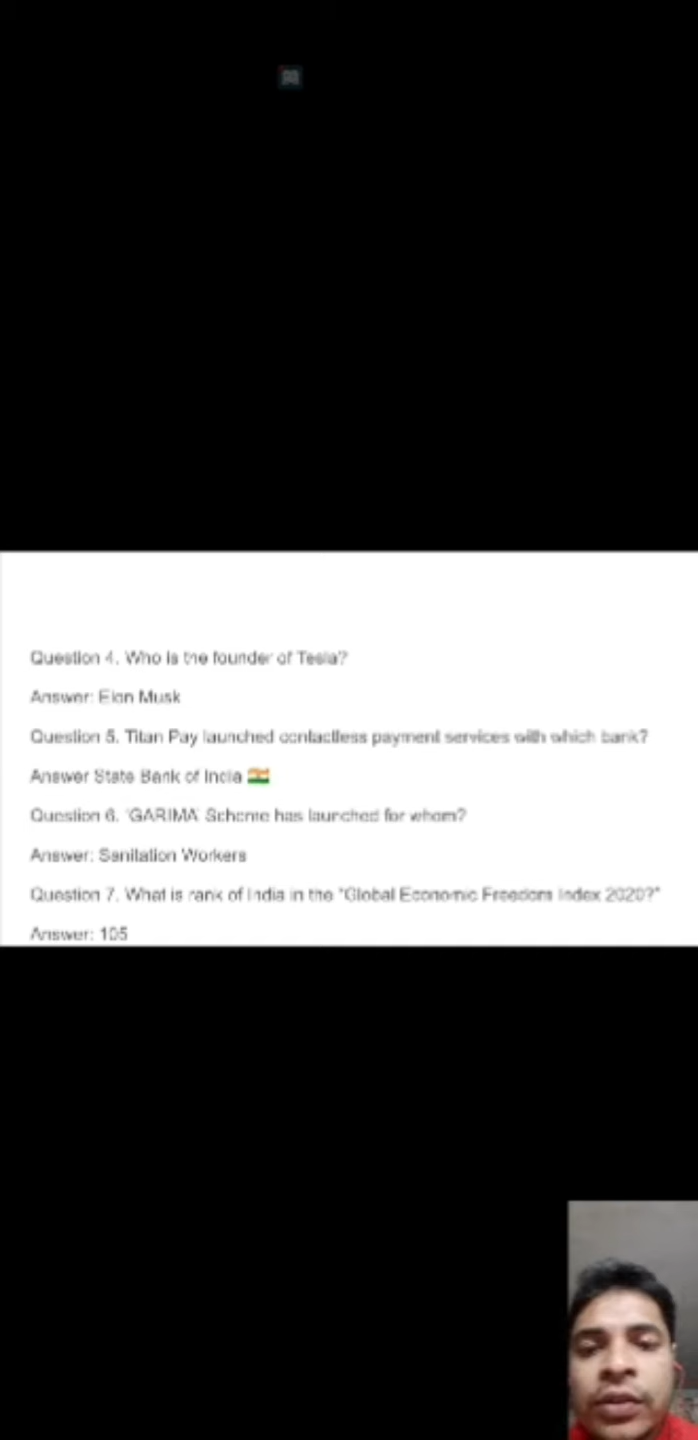 Question 4. Who is the founder of Tesla?
Answer: Elon Musk
Question 5. Titan Pay launched contactless payment services with which bank?
Answer State Bank of India 🇮🇳
Question 6. 'GARIMA' Scheme has launched for whom?
Answer: Sanitation Workers
Question 7. What is rank of India in the "Global Economic Freedom Index 2020?"
Answer: 105